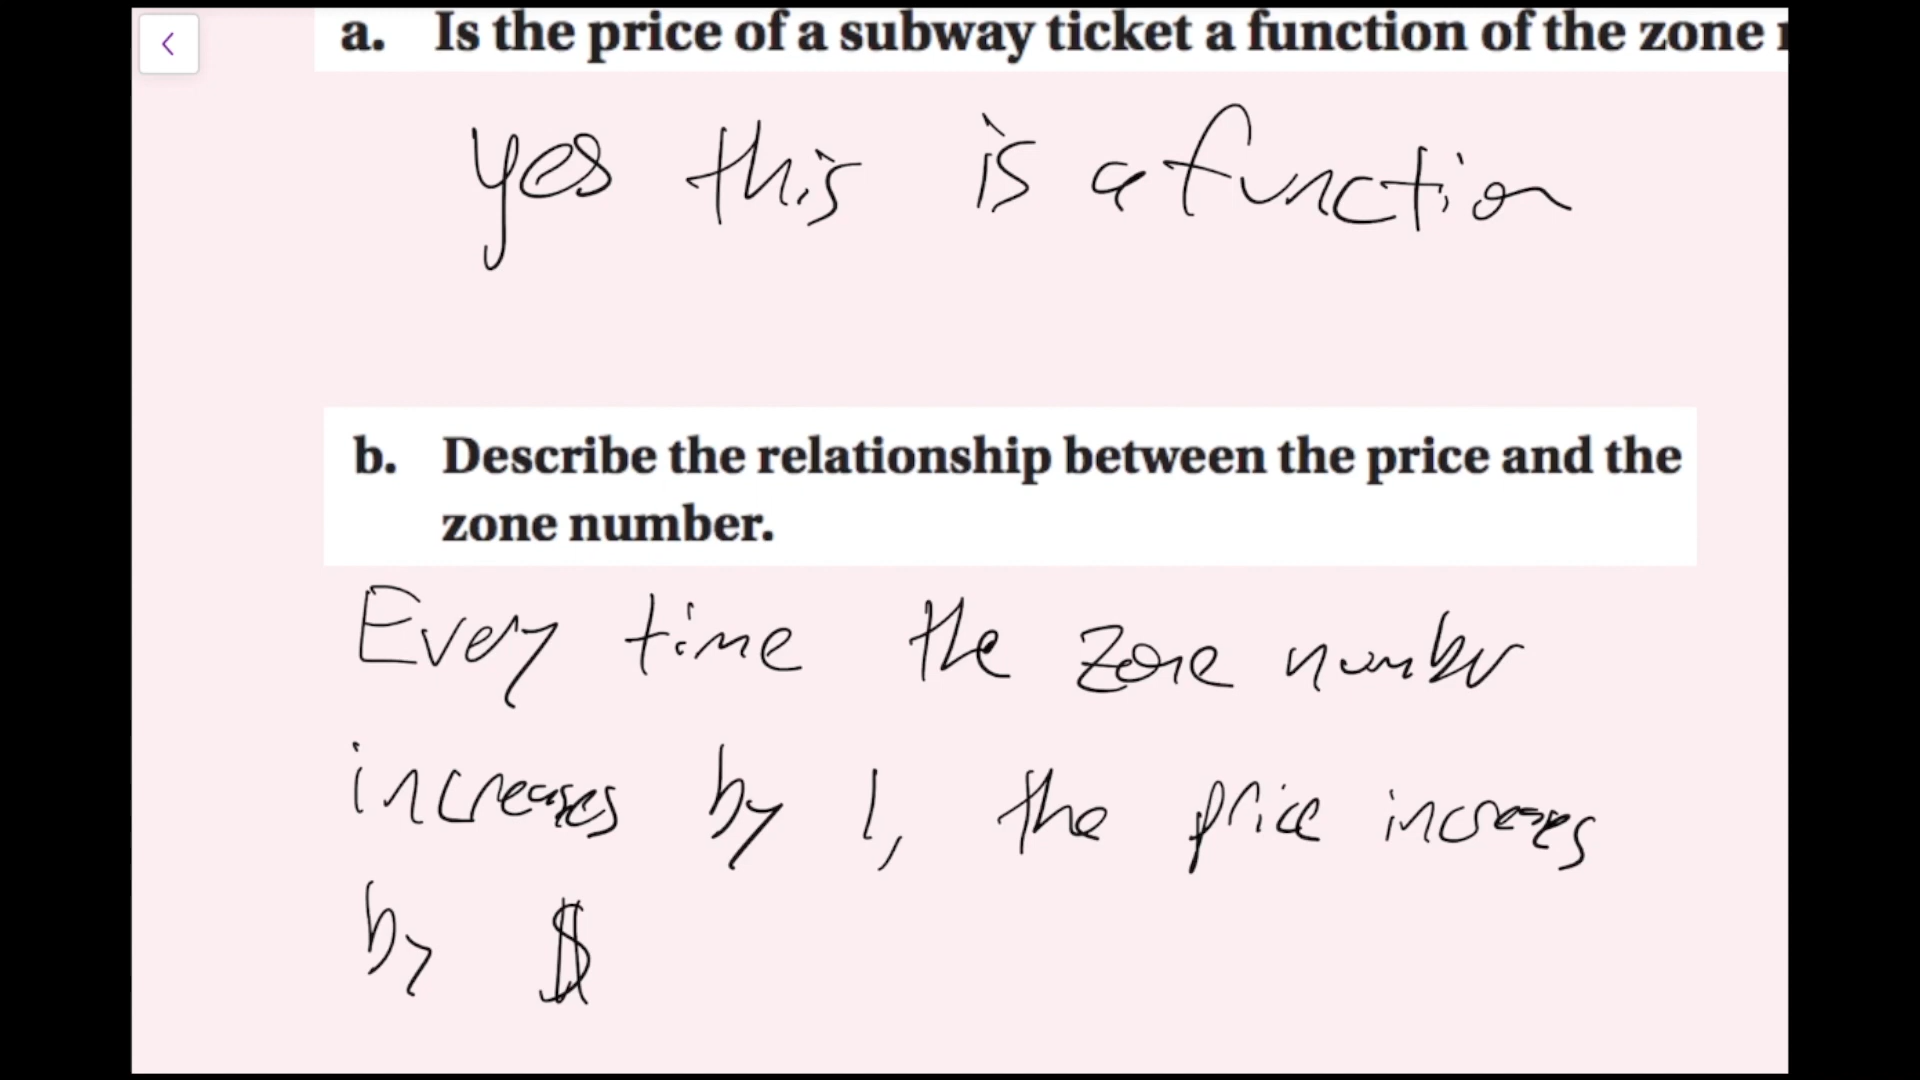 a. Is the price of a subway ticket a function of the zone
yes this is a function
b. Describe the relationship between the price and the
zone number.
Every time the zone number
increases by 1, the price increases
by $